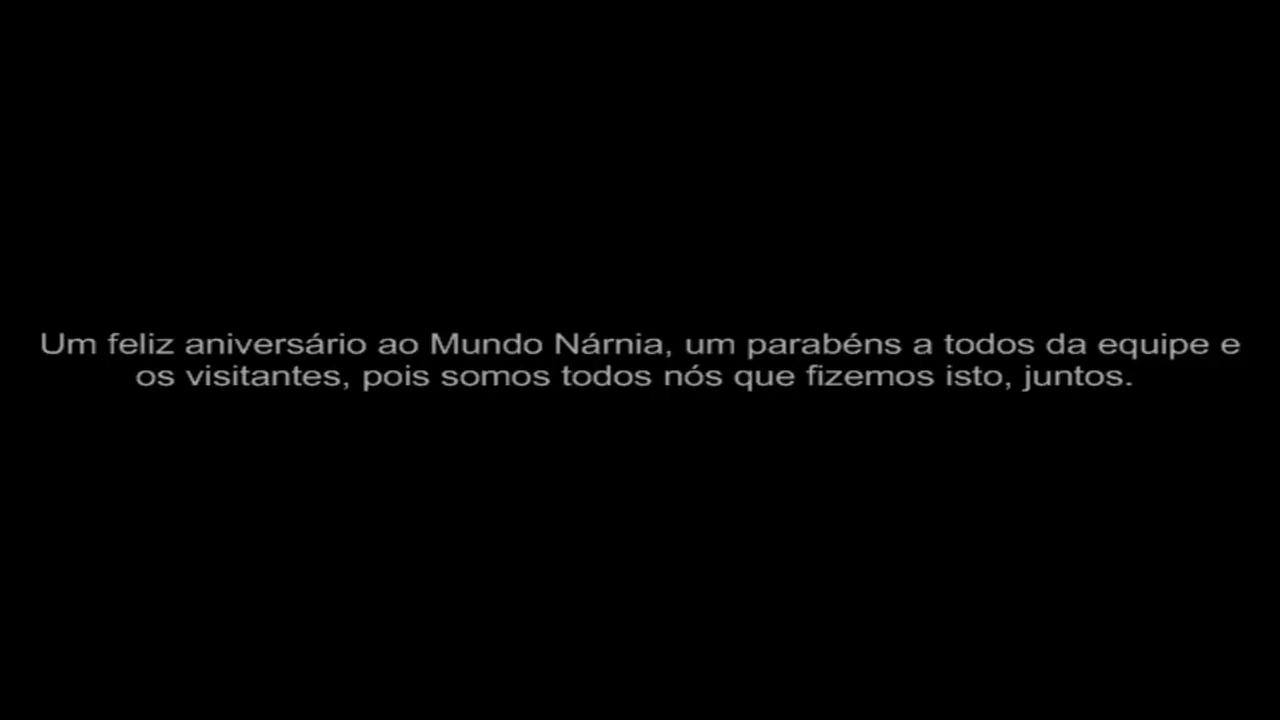 Um feliz aniversário ao Mundo Nárnia, um parabéns a todos da equipe e
os visitantes, pois somos todos nós que fizemos isto, juntos.